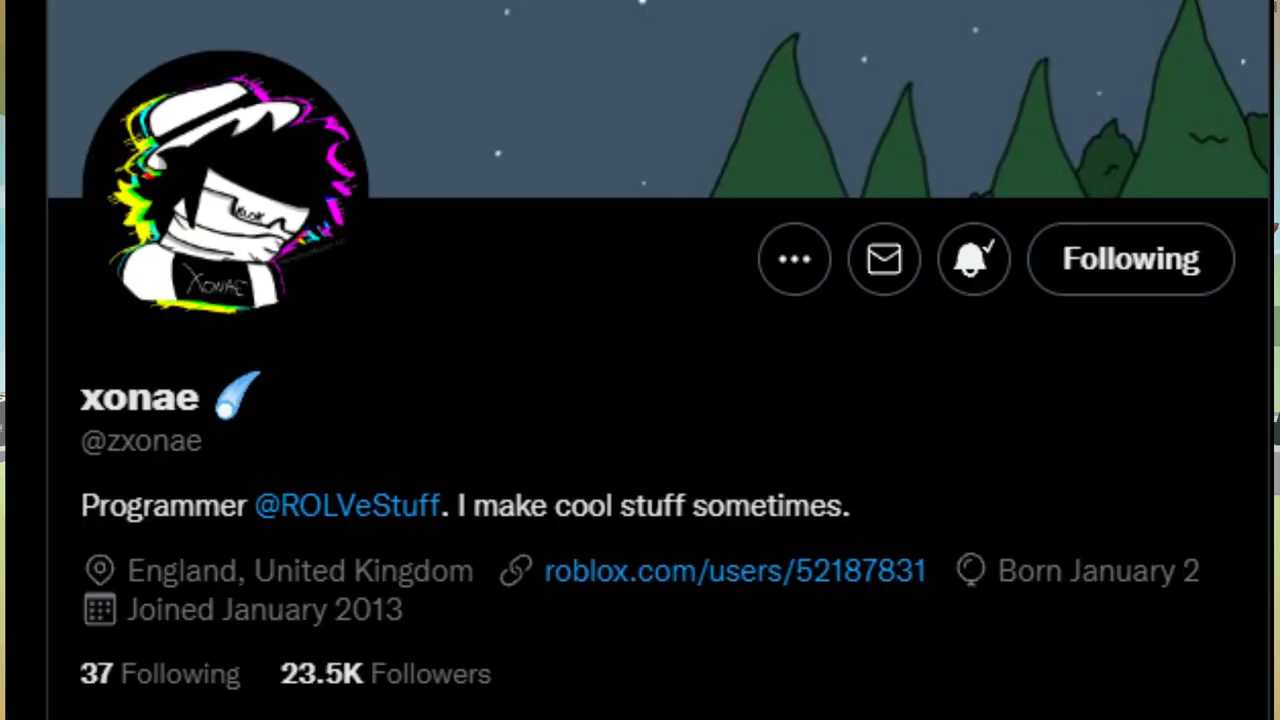 XONAE
Following
xonae
@zxonae
Programmer @ROLVeStuff. I make cool stuff sometimes.
England, United Kingdom roblox.com/users/52187831 Born January 2
Joined January 2013
37 Following 23.5K Followers